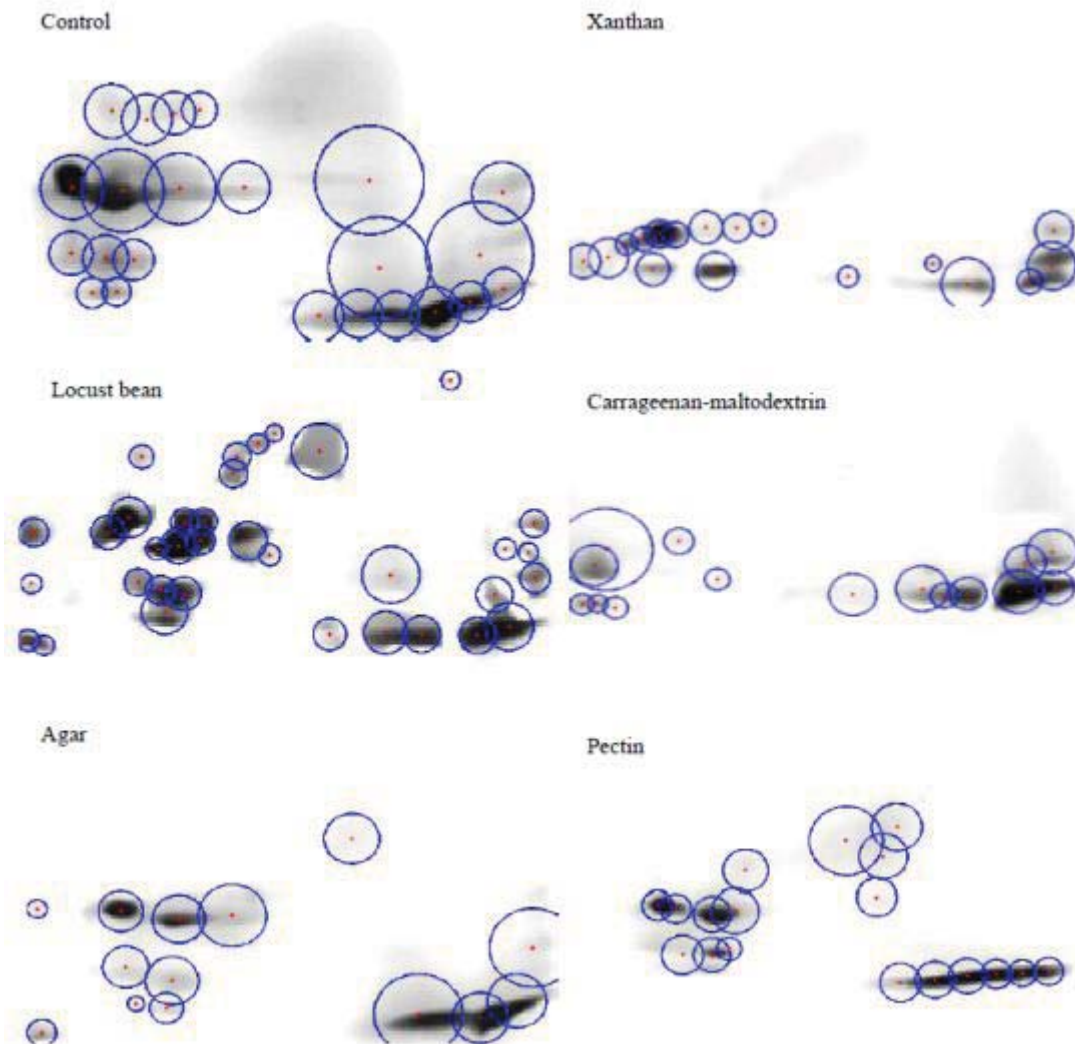 Control
Xanthan
Locust bean
Carrageenan-maltodextrin
Agar
Pectin